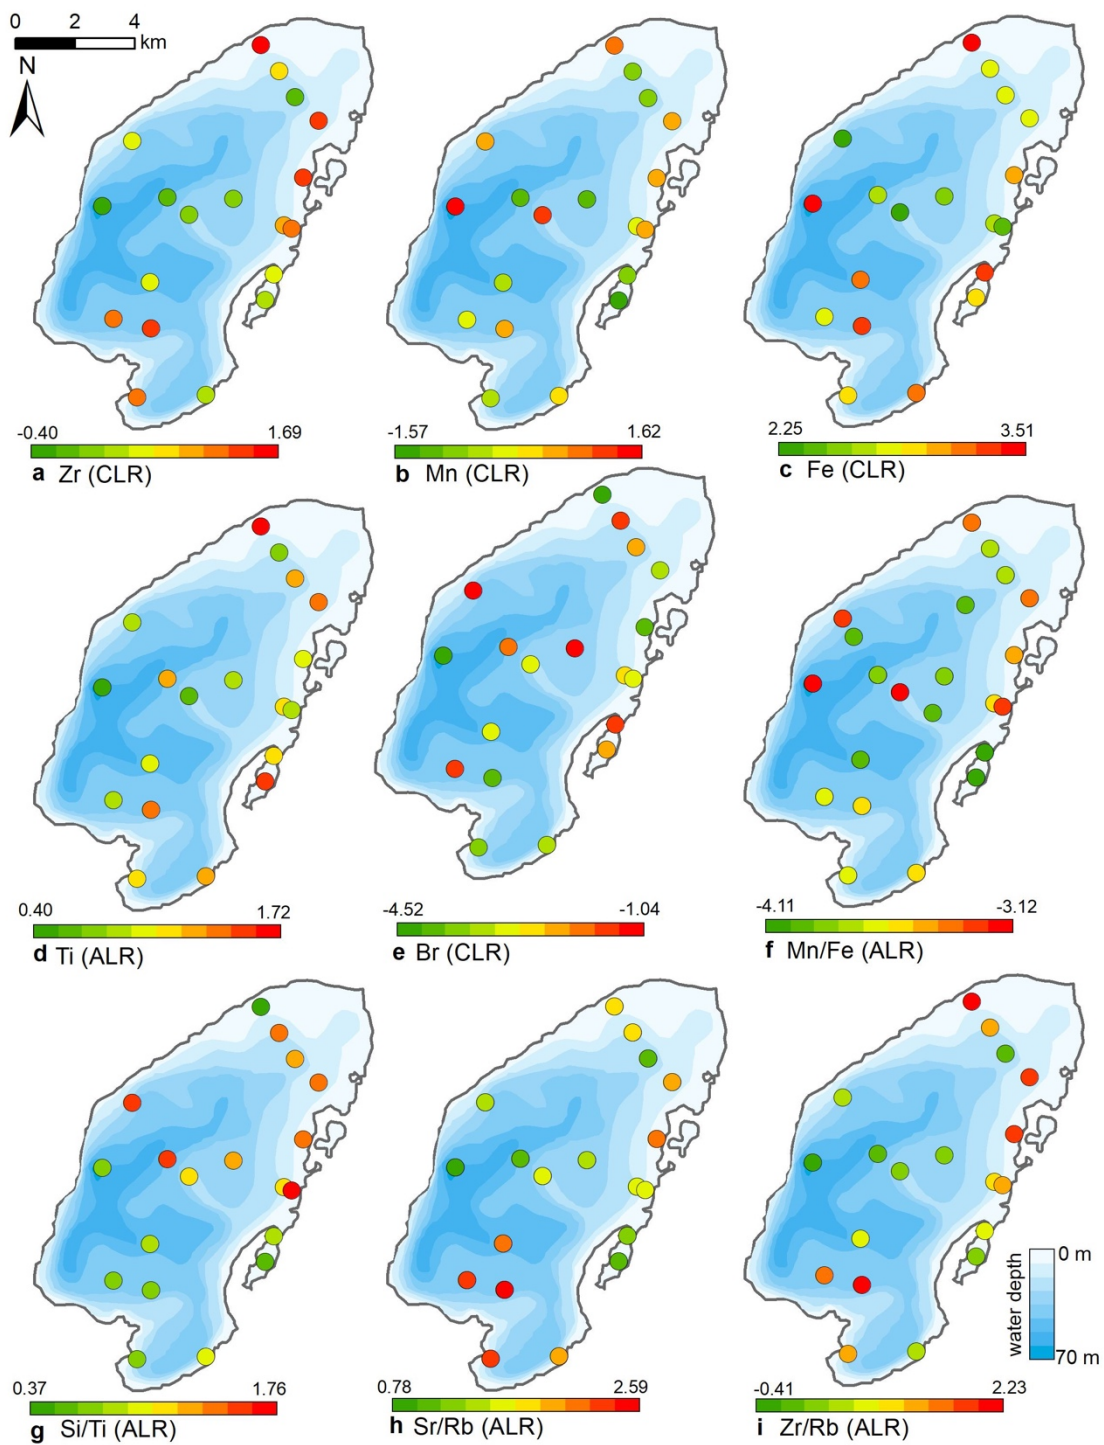 0 2 4
km
N
-0.40 1.69
a Zr (CLR)
-1.57 1.62
b Mn (CLR)
2.25 3.51
c Fe (CLR)
0.40 1.72
d Ti (ALR)
-4.52 -1.04
e Br (CLR)
-4.11 -3.12
f Mn/Fe (ALR)
0.37 1.76
g Si/Ti (ALR)
0.78 2.59
h Sr/Rb (ALR)
-0.41 2.23
i Zr/Rb (ALR)
water depth
0 m
70 m